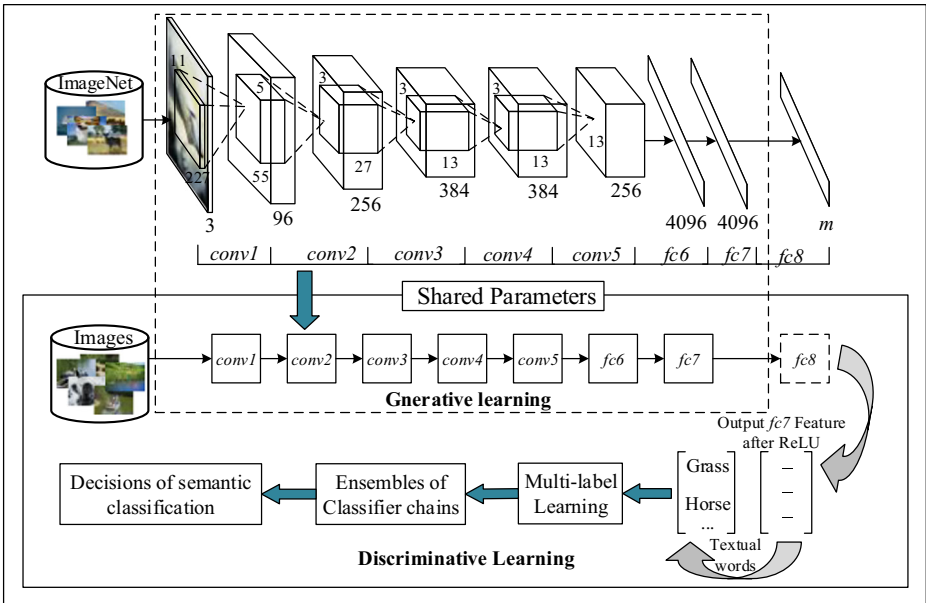 ImageNet
11
227
3
5
55
96
3
27
256
3
13
384
3
13
384
13
256
4096
4096
m
conv1 conv2 conv3 conv4 conv5 fc6 fc7 fc8
Shared Parameters
Images
conv1 conv2 conv3 conv4 conv5 fc6 fc7 fc8
Gnerative learning
Output fc7 Feature
after ReLU
Grass
Horse
...
–
–
–
Textual
words
Multi-label
Learning
Ensembles of
Classifier chains
Decisions of semantic
classification
Discriminative Learning